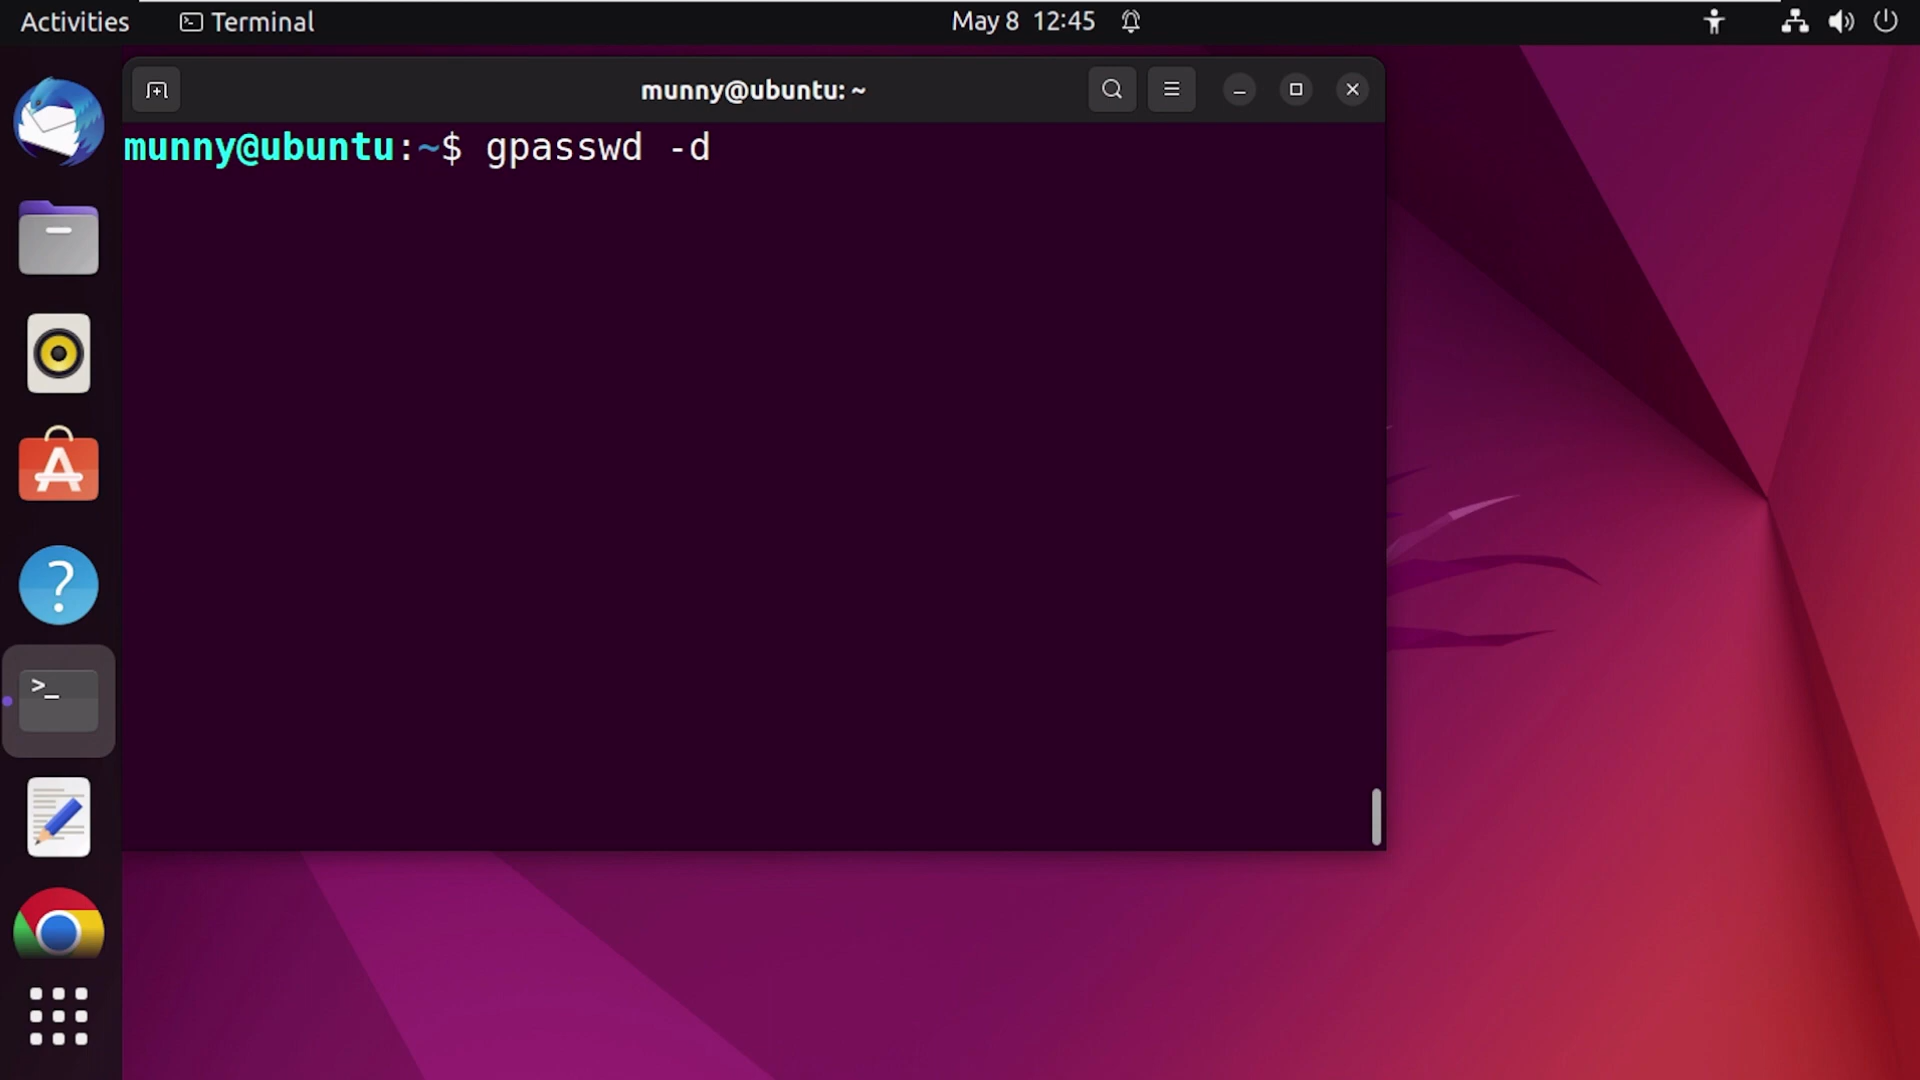 Activities
Terminal
May 8 12:45
munny@ubuntu: ~
munny@ubuntu:~$ gpasswd -d